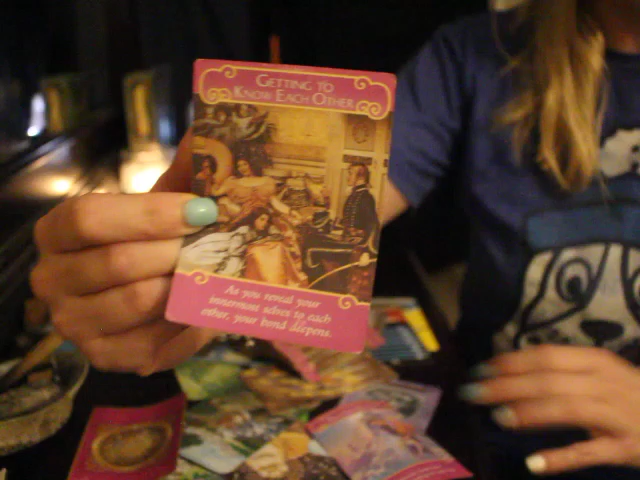 Getting to
Know Each Other
As you reveal your
innermost selves to each
other, your bond deepens.